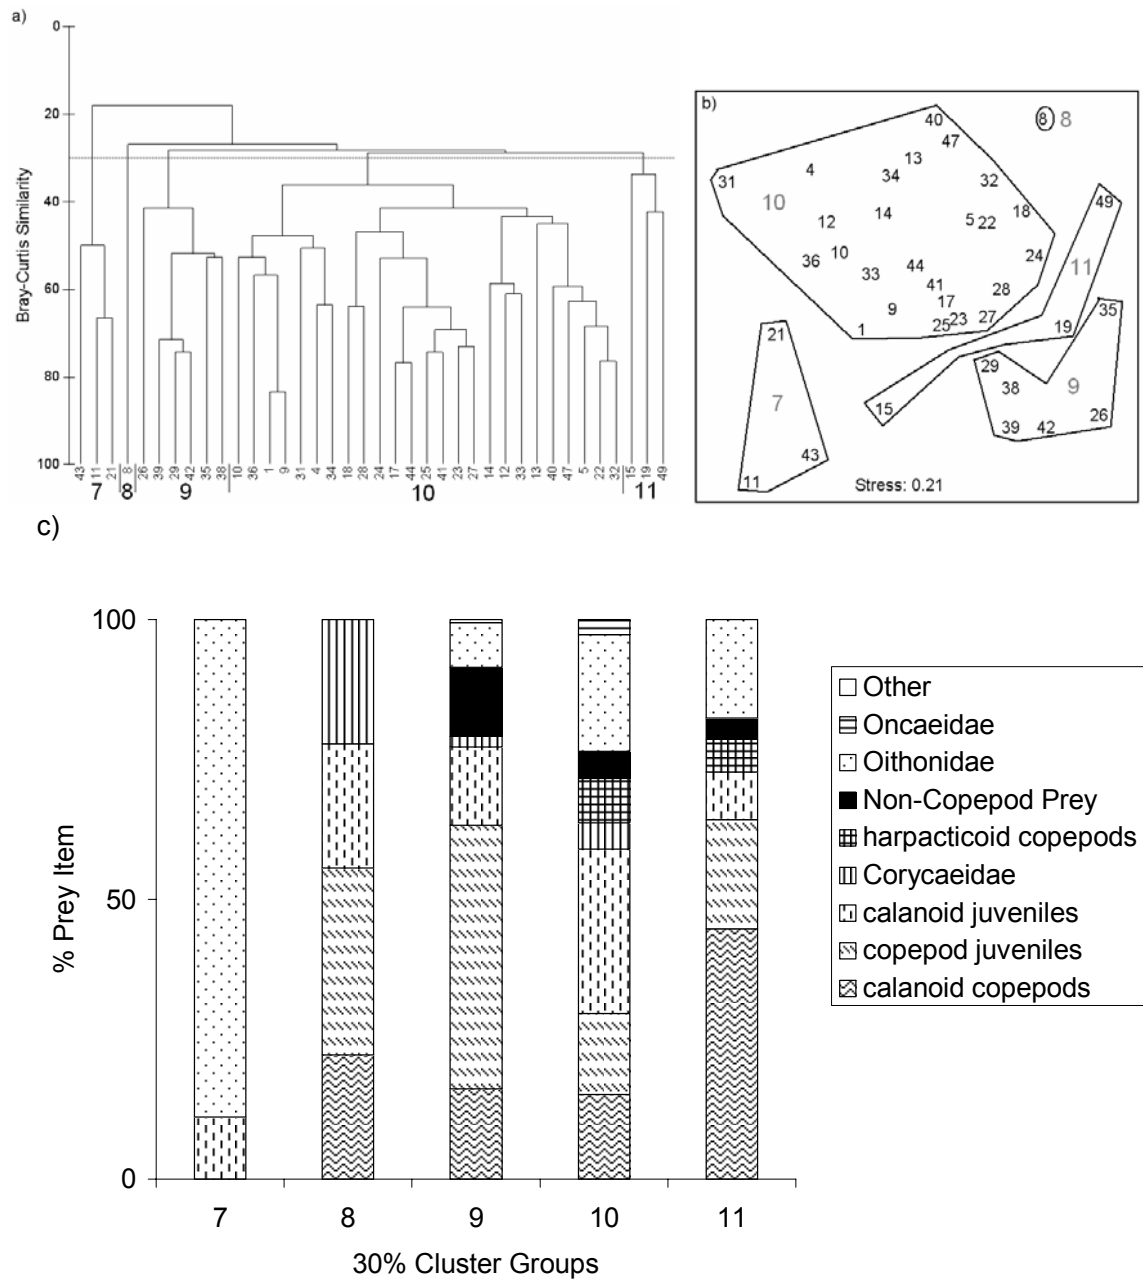 a)
0
20
40
60
80
100
Bray-Curtis Similarity
43 11 21 8 26 39 29 42 35 38 10 36 1 9 31 4 34 18 28 24 17 44 25 41 23 27 14 12 33 13 40 47 5 22 32 15 19 49
7 8 9 10 11
b)
8 8
40
47
13
4
34
31
32
10
49
14
18
12
5 22
10
24
36
44
11
33
41
28
17
9
35
27
23
25
1
19
21
29
38
9
7
15
26
39
42
43
11
Stress: 0.21
c)
100
50
0
% Prey Item
7 8 9 10 11
30% Cluster Groups
Other
Oncaeidae
Oithonidae
Non-Copepod Prey
harpacticoid copepods
Corycaeidae
calanoid juveniles
copepod juveniles
calanoid copepods